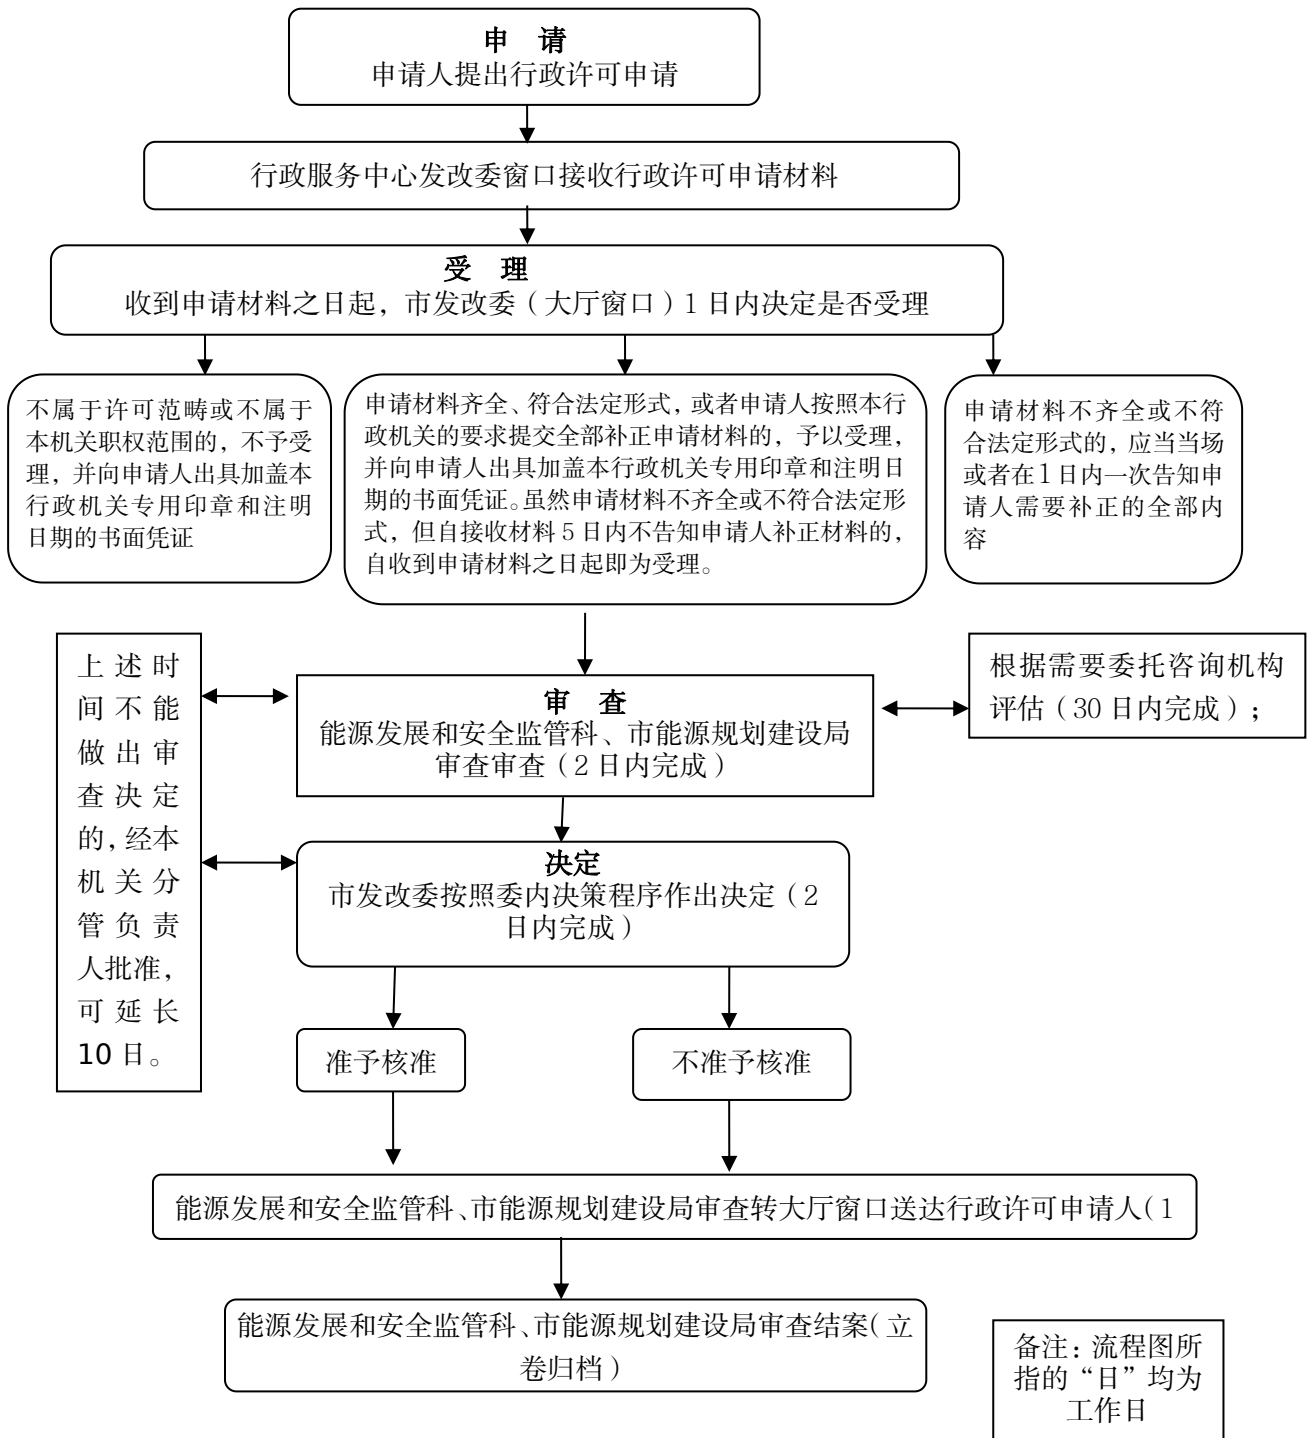 申　请
申请人提出行政许可申请
行政服务中心发改委窗口接收行政许可申请材料
受　理
收到申请材料之日起，市发改委（大厅窗口）1 日内决定是否受理
不属于许可范畴或不属于
本机关职权范围的，不予受
理，并向申请人出具加盖本
行政机关专用印章和注明
日期的书面凭证
申请材料齐全、符合法定形式，或者申请人按照本行
政机关的要求提交全部补正申请材料的，予以受理，
并向申请人出具加盖本行政机关专用印章和注明日
期的书面凭证。虽然申请材料不齐全或不符合法定形
式，但自接收材料 5 日内不告知申请人补正材料的，
自收到申请材料之日起即为受理。
申请材料不齐全或不符
合法定形式的，应当当场
或者在1日内一次告知申
请人需要补正的全部内
容
上述时
间不能
做出审
查决定
的，经本
机关分
管负责
人批准，
可延长
10 日。
审　查
能源发展和安全监管科、市能源规划建设局
审查审查（2 日内完成）
根据需要委托咨询机构
评估（30 日内完成）；
决定
市发改委按照委内决策程序作出决定（2
日内完成）
准予核准
不准予核准
能源发展和安全监管科、市能源规划建设局审查转大厅窗口送达行政许可申请人（1
能源发展和安全监管科、市能源规划建设局审查结案（立
卷归档）
备注：流程图所
指的“日”均为
工作日